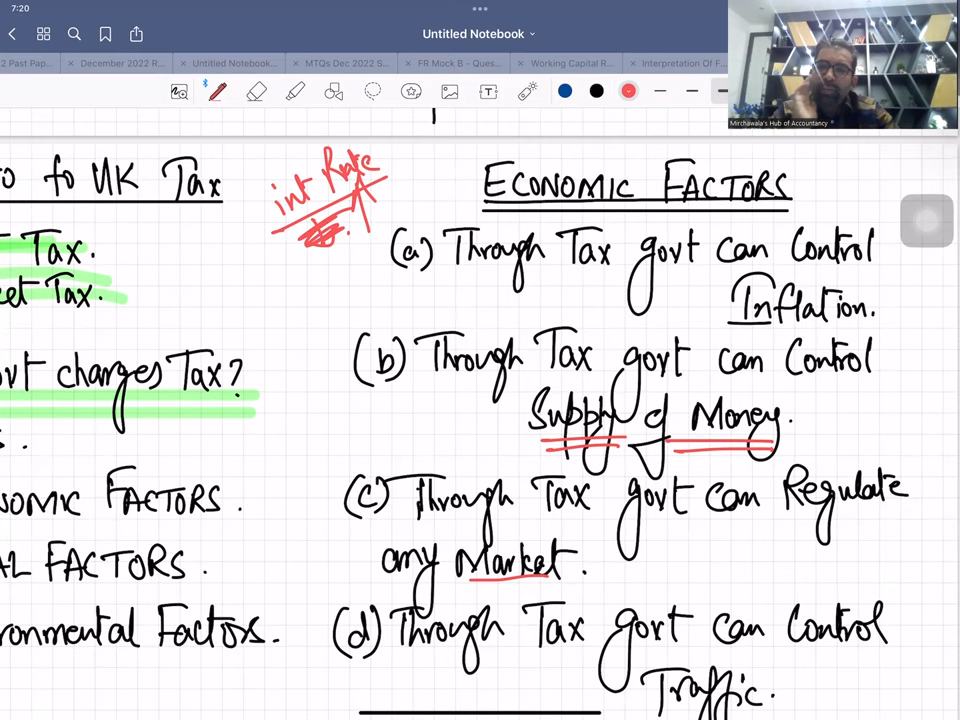 7:20
Untitled Notebook
2 Past Pap...
December 2022 R...
Untitled Notebook...
MTQs Dec 2022 S...
FR Mock B - Ques...
Working Capital R...
Interpretation Of F...
Mirchawala's Hub of Accountancy
o to UK Tax
t Tax.
ect Tax.
ovt charges Tax?
s.
NOMIC FACTORS.
AL FACTORS.
ronmental Factors.
int Rate
ECONOMIC FACTORS
(a) Through Tax govt can Control
Inflation.
(b) Through Tax govt can Control
Supply of Money.
(c) Through Tax govt can Regulate
any Market.
(d) Through Tax govt can Control
Traffic.